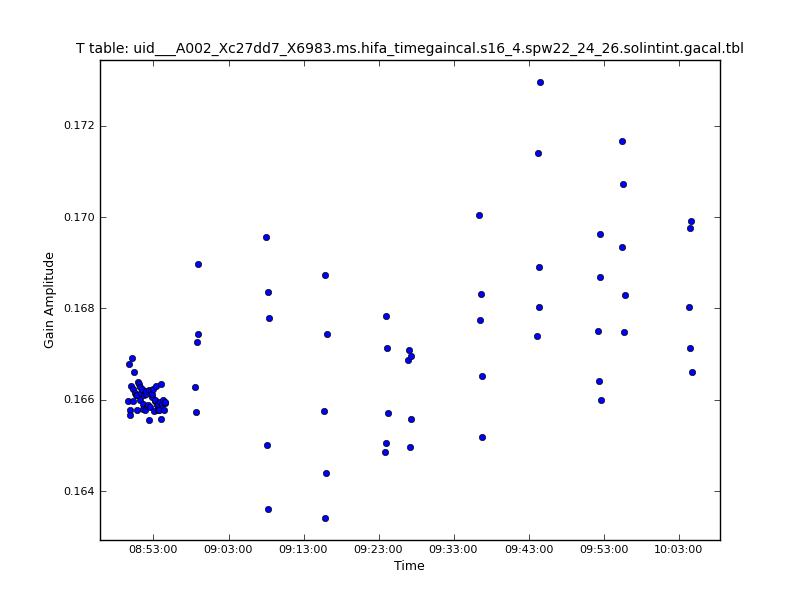 T table: uid___A002_Xc27dd7_X6983.ms.hifa_timegaincal.s16_4.spw22_24_26.solintint.gacal.tbl
0.172
0.170
0.168
0.166
0.164
Gain Amplitude
08:53:00 09:03:00 09:13:00 09:23:00 09:33:00 09:43:00 09:53:00 10:03:00
Time